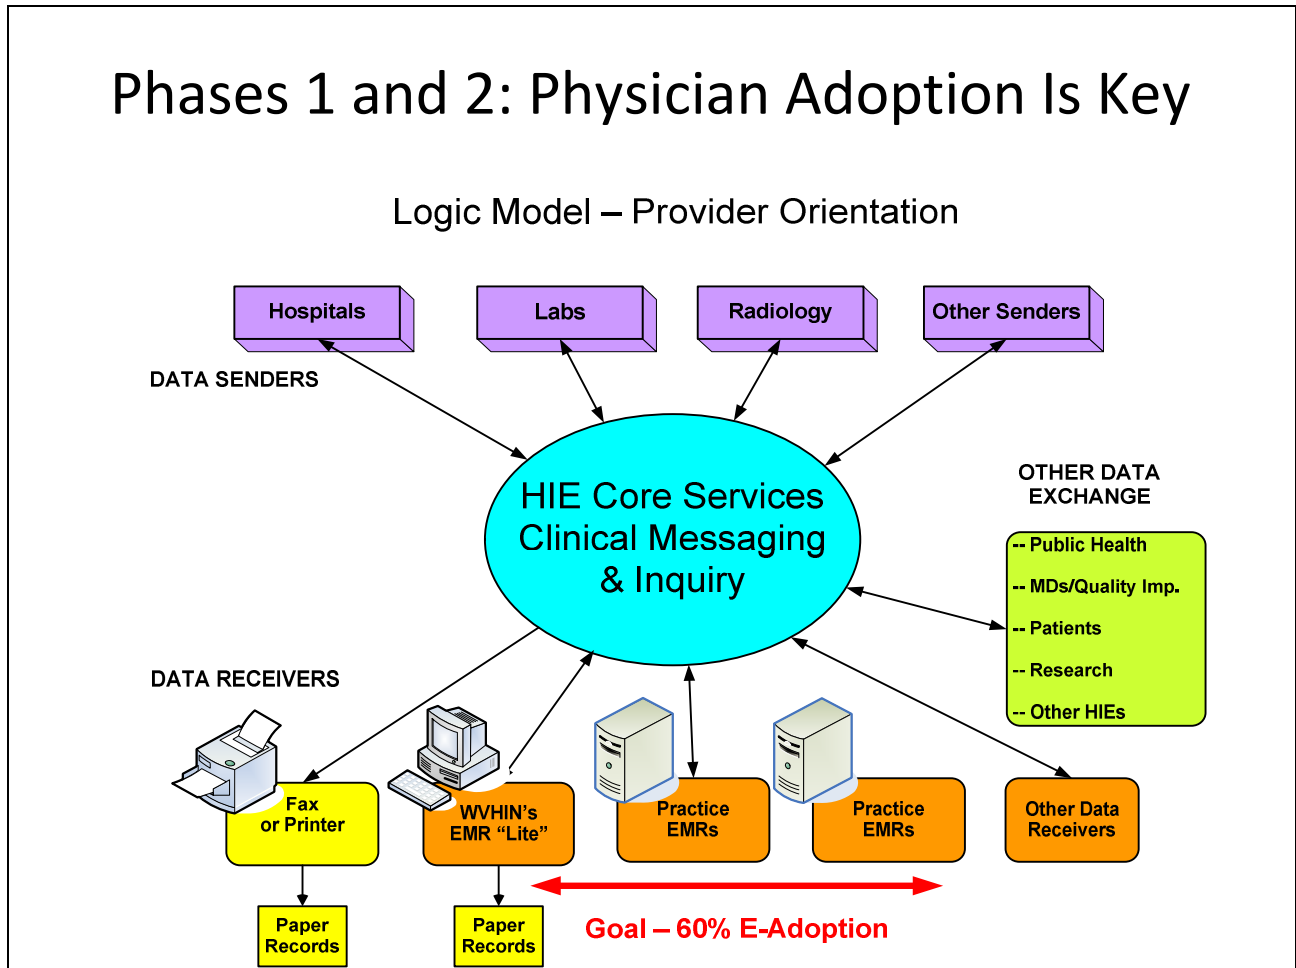 Phases 1 and 2: Physician Adoption Is Key
Logic Model – Provider Orientation
Hospitals
Labs
Radiology
Other Senders
DATA SENDERS
HIE Core Services
Clinical Messaging
& Inquiry
OTHER DATA
EXCHANGE
-- Public Health
-- MDs/Quality Imp.
-- Patients
-- Research
-- Other HIEs
DATA RECEIVERS
Fax
or Printer
WVHIN’s
EMR “Lite”
Practice
EMRs
Practice
EMRs
Other Data
Receivers
Paper
Records
Paper
Records
Goal – 60% E-Adoption